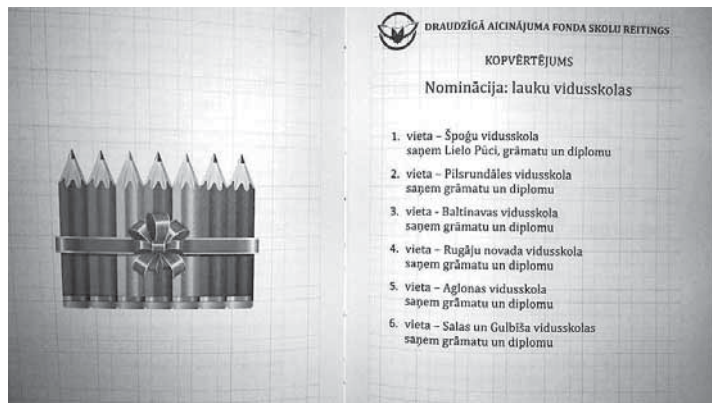 DRAUDZĪGĀ AICINĀJUMA FONDA SKOLU REITINGS
KOPVĒRTĒJUMS
Nominācija: lauku vidusskolas
1. vieta – Špoģu vidusskola
saņem Lielo Pūci, grāmatu un diplomu
2. vieta – Pilsrundāles vidusskola
saņem grāmatu un diplomu
3. vieta - Baltinavas vidusskola
saņem grāmatu un diplomu
4. vieta – Rugāju novada vidusskola
saņem grāmatu un diplomu
5. vieta – Aglonas vidusskola
saņem grāmatu un diplomu
6. vieta – Salas un Gulbīša vidusskolas
saņem grāmatu un diplomu